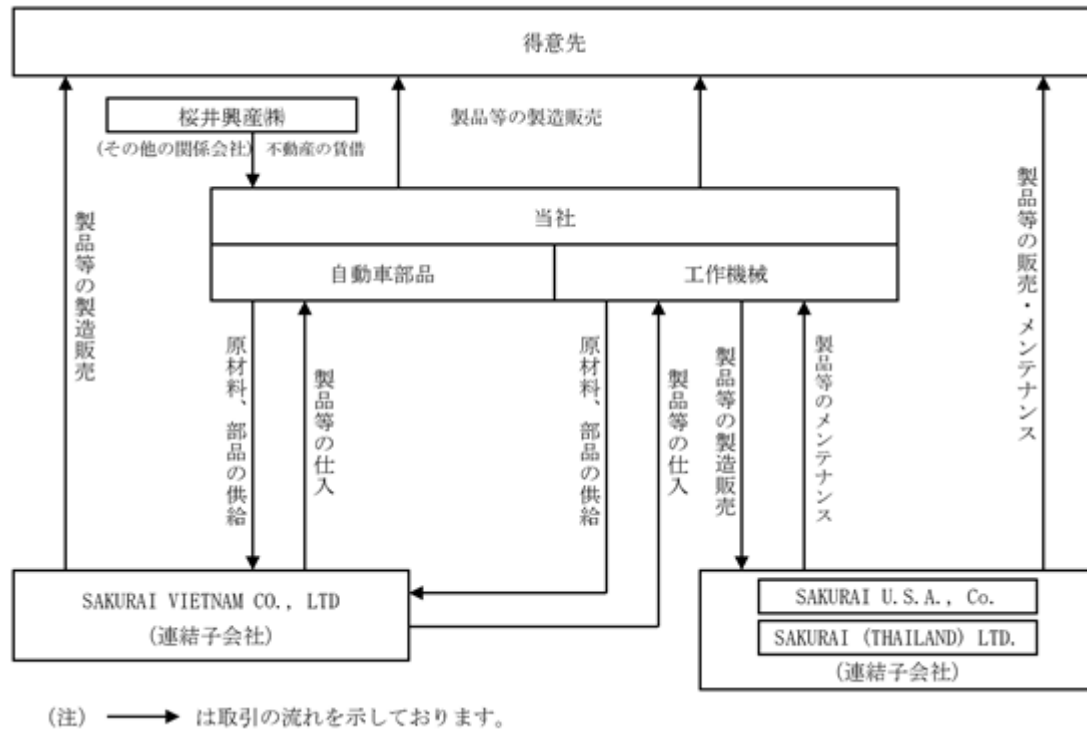 得意先
桜井興産㈱
(その他の関係会社) 不動産の賃借
製品等の製造販売
当社
自動車部品
工作機械
製品等の製造販売
原材料、部品の供給
製品等の仕入
原材料、部品の供給
製品等の仕入
製品等の製造販売
製品等のメンテナンス
製品等の販売・メンテナンス
SAKURAI VIETNAM CO., LTD
(連結子会社)
SAKURAI U.S.A., Co.
SAKURAI (THAILAND) LTD.
(連結子会社)
(注) ──→ は取引の流れを示しております。